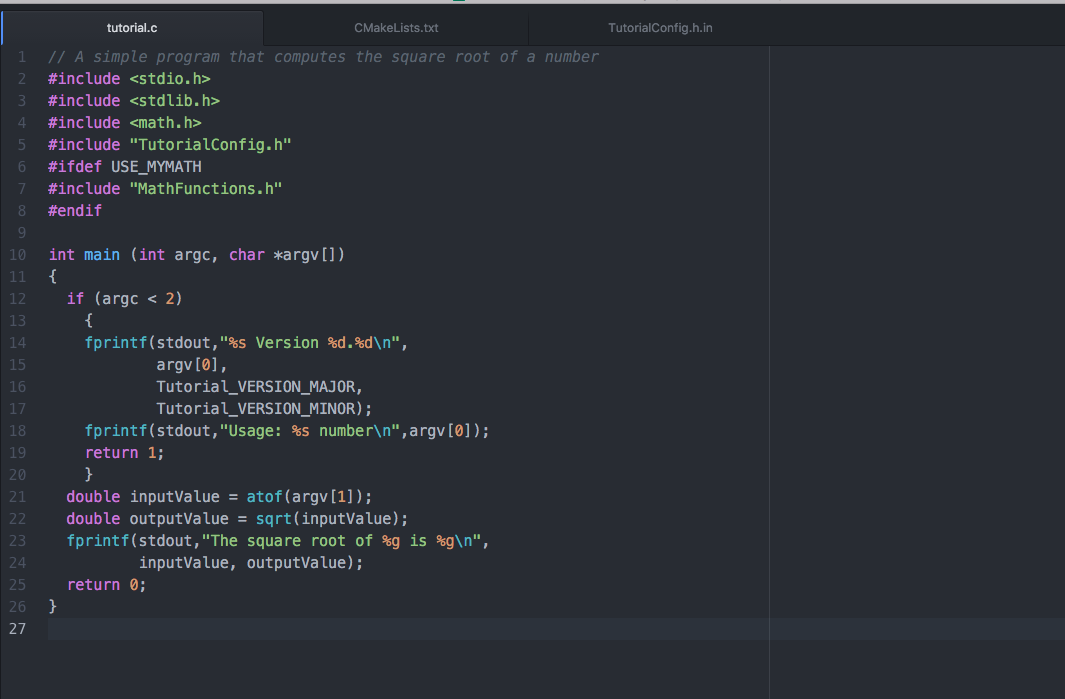 tutorial.c
CMakeLists.txt
TutorialConfig.h.in
1 // A simple program that computes the square root of a number
2 #include <stdio.h>
3 #include <stdlib.h>
4 #include <math.h>
5 #include "TutorialConfig.h"
6 #ifdef USE_MYMATH
7 #include "MathFunctions.h"
8 #endif
9
10 int main (int argc, char *argv[])
11 {
12   if (argc < 2)
13     {
14     fprintf(stdout,"%s Version %d.%d\n",
15             argv[0],
16             Tutorial_VERSION_MAJOR,
17             Tutorial_VERSION_MINOR);
18     fprintf(stdout,"Usage: %s number\n",argv[0]);
19     return 1;
20     }
21   double inputValue = atof(argv[1]);
22   double outputValue = sqrt(inputValue);
23   fprintf(stdout,"The square root of %g is %g\n",
24           inputValue, outputValue);
25   return 0;
26 }
27